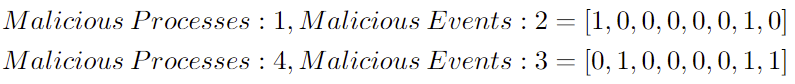 Malicious Processes : 1, Malicious Events : 2 = [1, 0, 0, 0, 0, 0, 1, 0]
Malicious Processes : 4, Malicious Events : 3 = [0, 1, 0, 0, 0, 0, 1, 1]